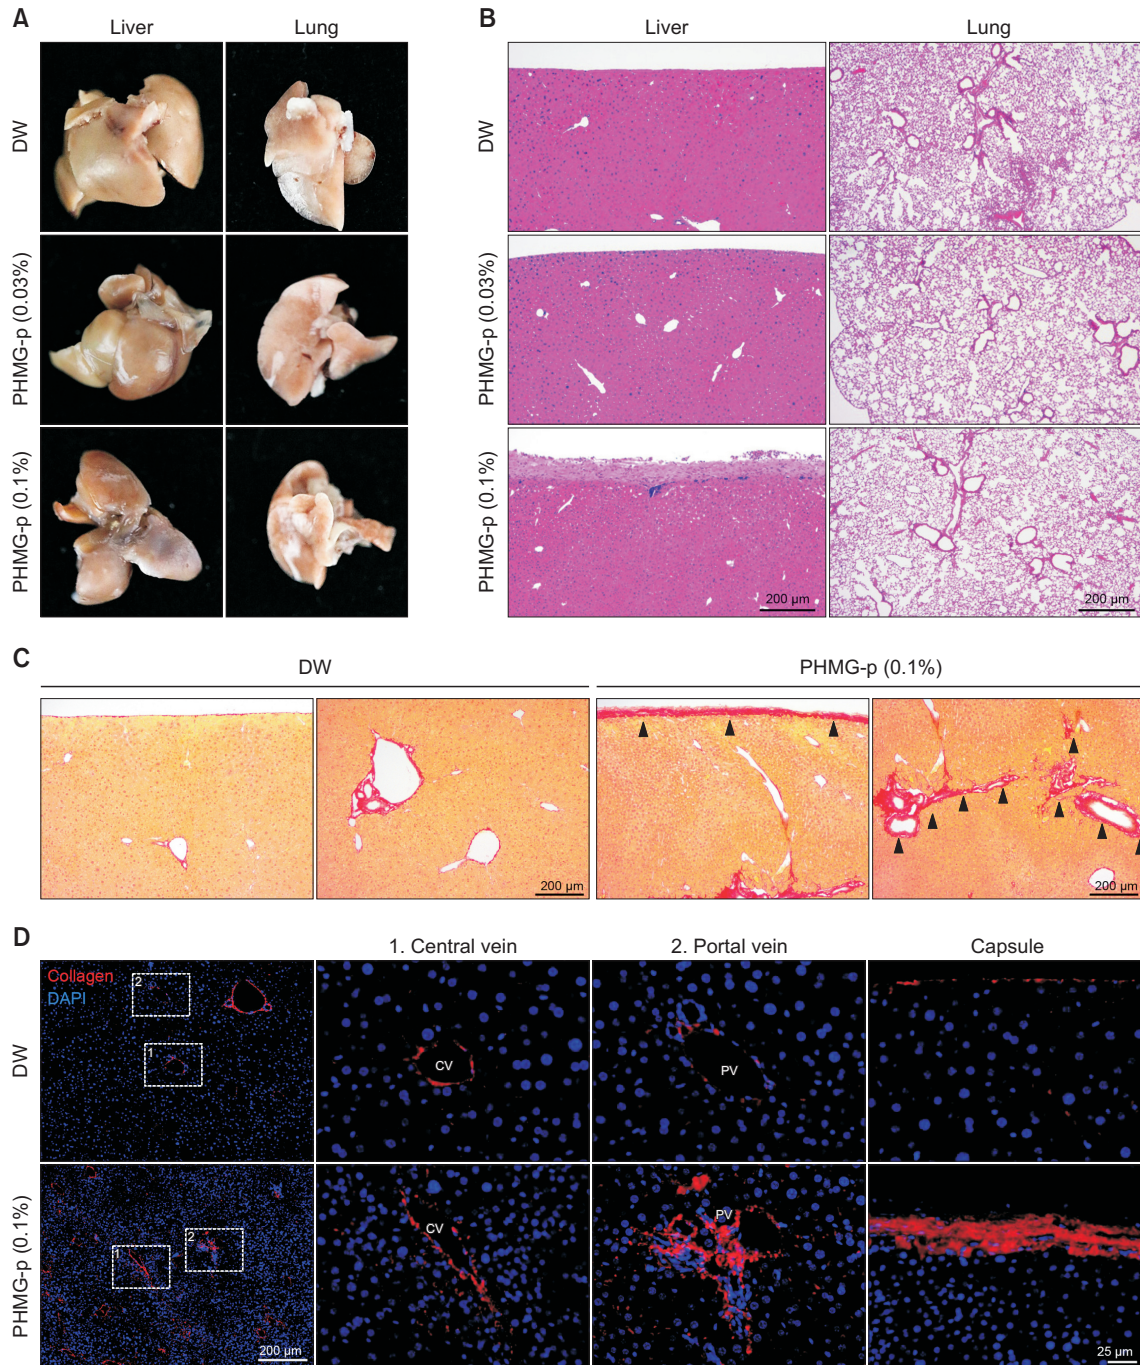 A
Liver
Lung
DW
PHMG-p (0.03%)
PHMG-p (0.1%)
B
Liver
Lung
DW
PHMG-p (0.03%)
PHMG-p (0.1%)
200 µm
200 µm
C
DW
PHMG-p (0.1%)
200 µm
200 µm
D
1. Central vein
2. Portal vein
Capsule
DW
Collagen
DAPI
2
1
CV
PV
PHMG-p (0.1%)
1
2
CV
PV
200 µm
25 µm